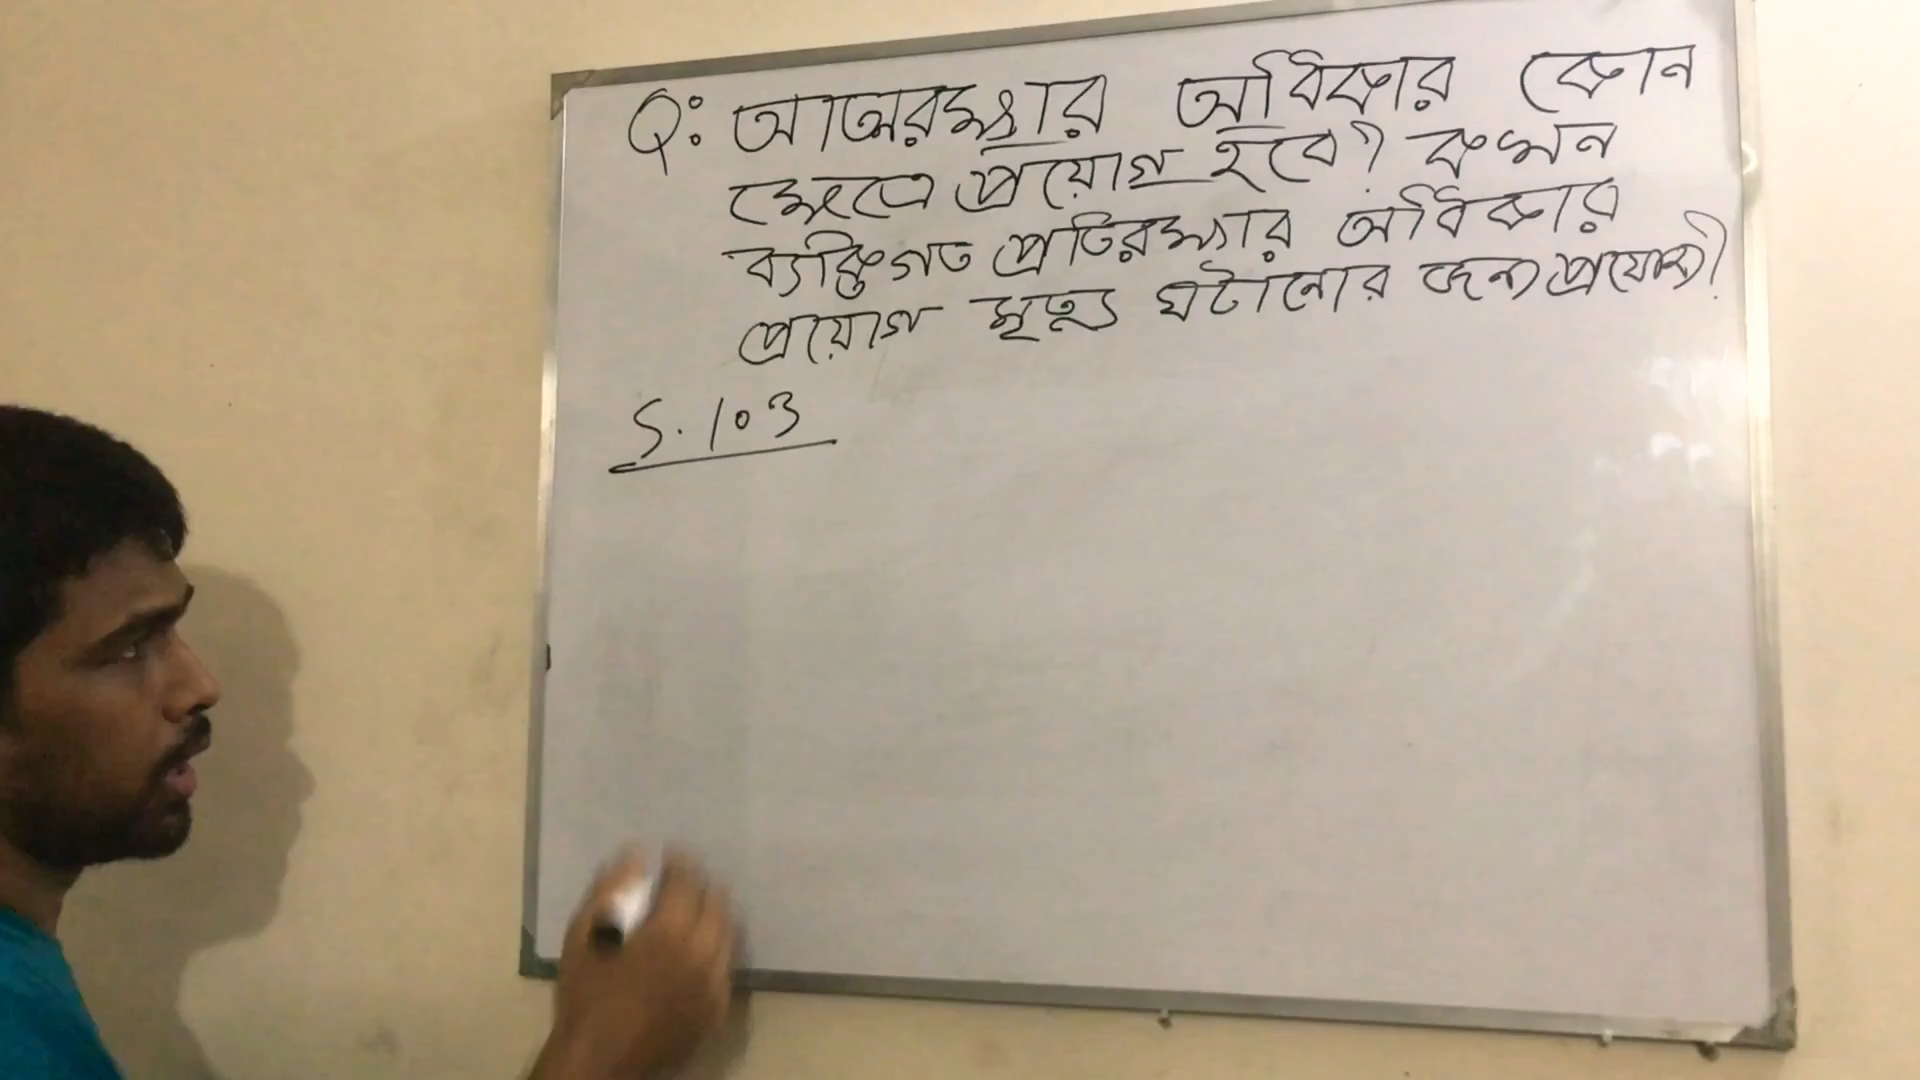 Q: আত্মরক্ষার অধিকার কোন
ক্ষেত্রে প্রয়োগ হবে? কখন
ব্যক্তিগত প্রতিরক্ষার অধিকার
প্রয়োগ মৃত্যু ঘটানোর জন্য প্রযোজ্য?
S. 103